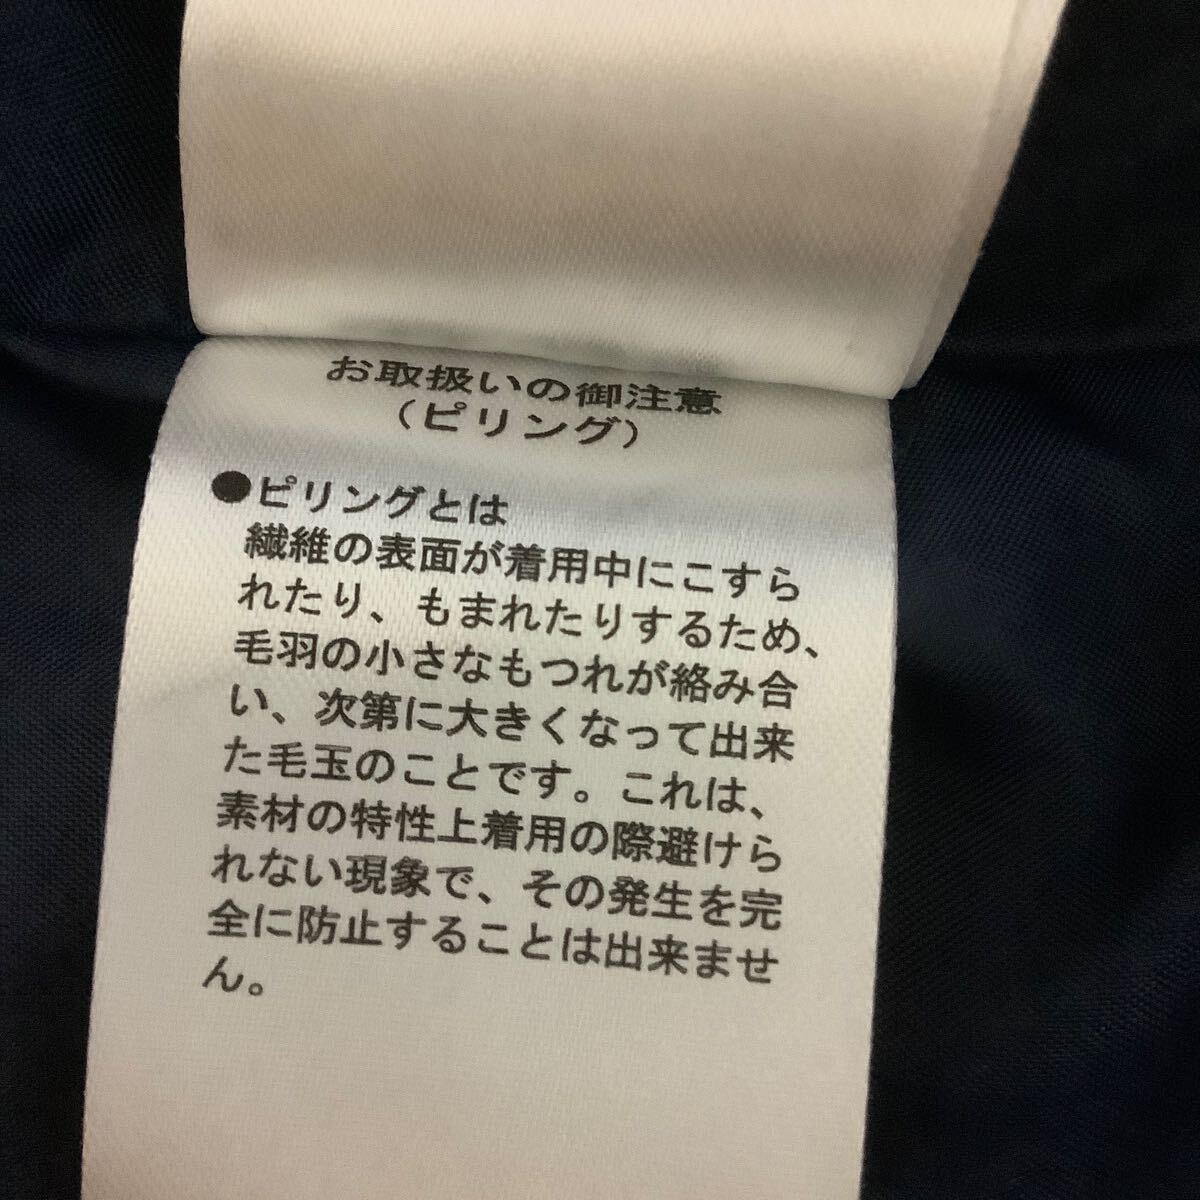 お取扱いの御注意
（ピリング）
●ピリングとは
繊維の表面が着用中にこすら
れたり、もまれたりするため、
毛羽の小さなもつれが絡み合
い、次第に大きくなって出来
た毛玉のことです。これは、
素材の特性上着用の際避けら
れない現象で、その発生を完
全に防止することは出来ませ
ん。